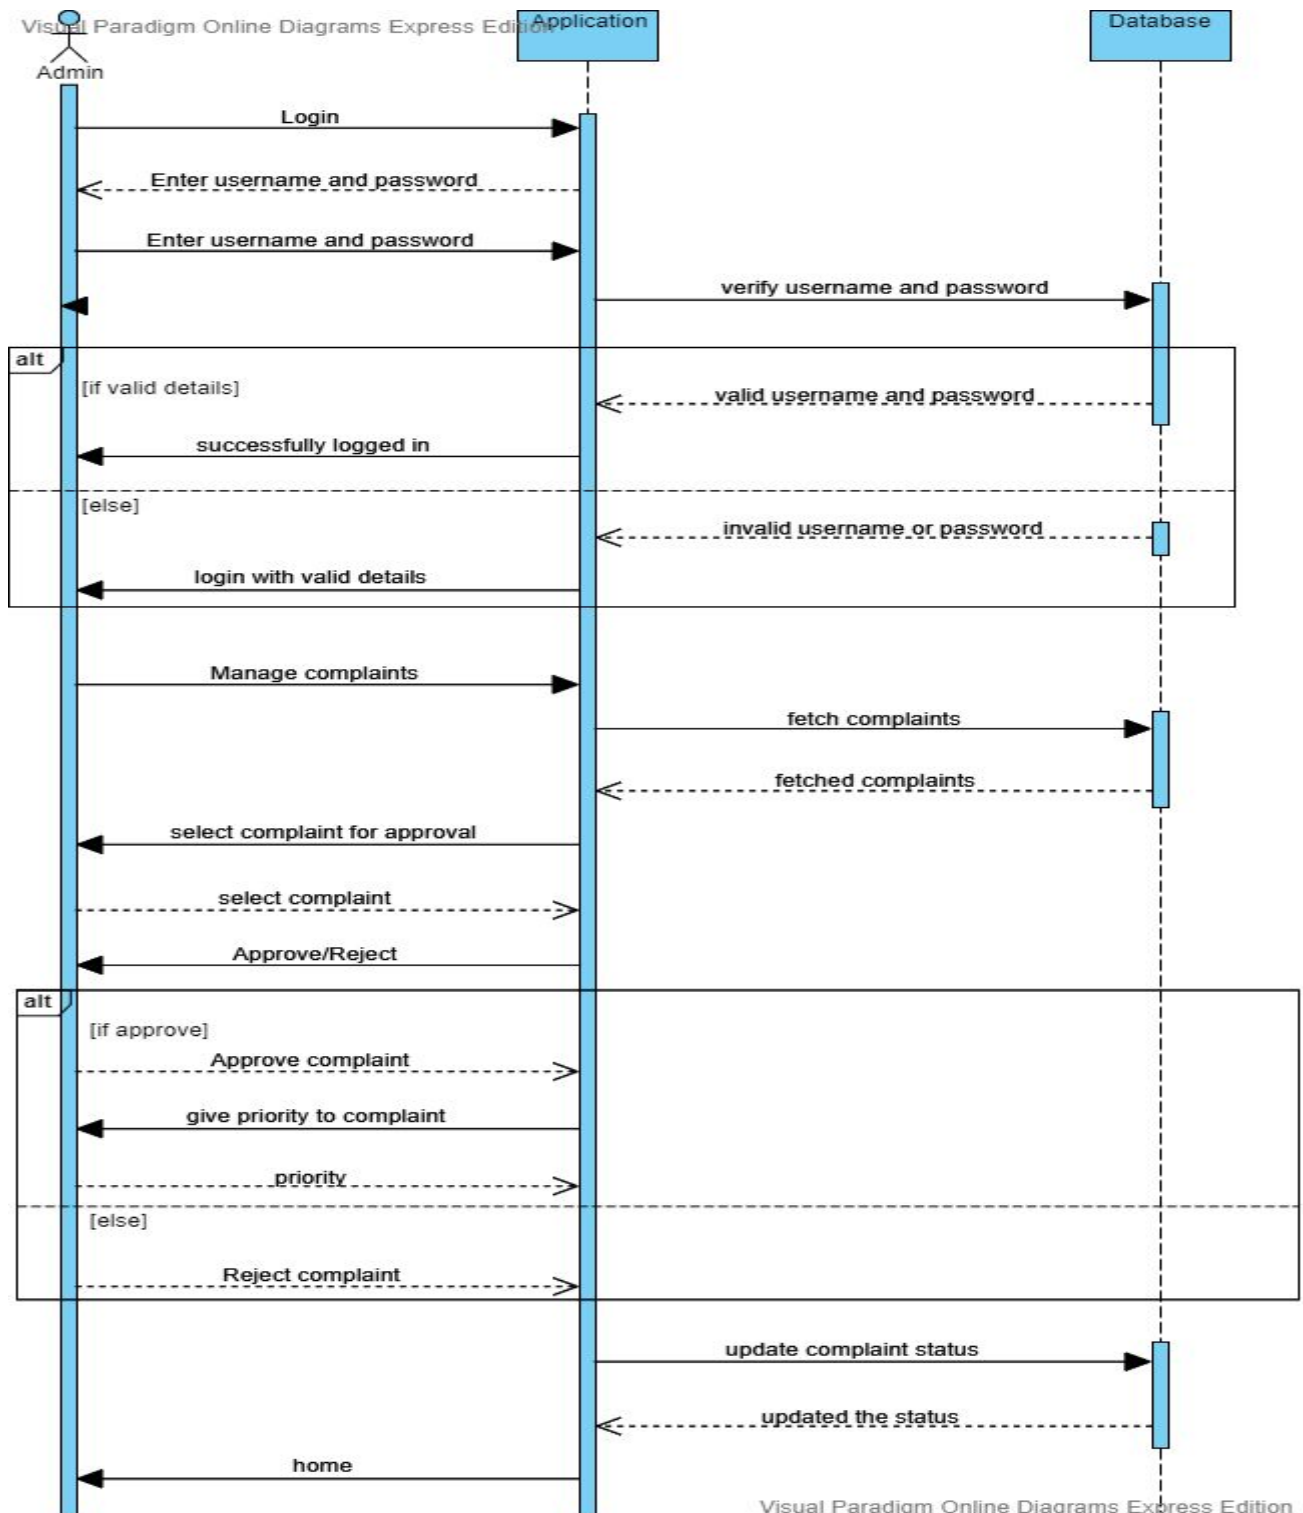 Visual Paradigm Online Diagrams Express Edition
Application
Database
Admin
Login
Enter username and password
Enter username and password
verify username and password
alt
[if valid details]
valid username and password
successfully logged in
[else]
invalid username or password
login with valid details
Manage complaints
fetch complaints
fetched complaints
select complaint for approval
select complaint
Approve/Reject
alt
[if approve]
Approve complaint
give priority to complaint
priority
[else]
Reject complaint
update complaint status
updated the status
home
Visual Paradigm Online Diagrams Express Edition